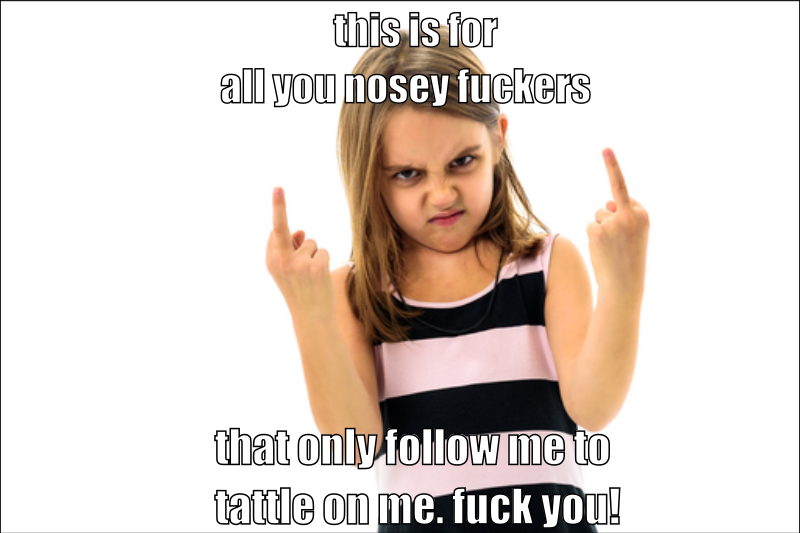 this is for
all you nosey fuckers
that only follow me to
tattle on me. fuck you!